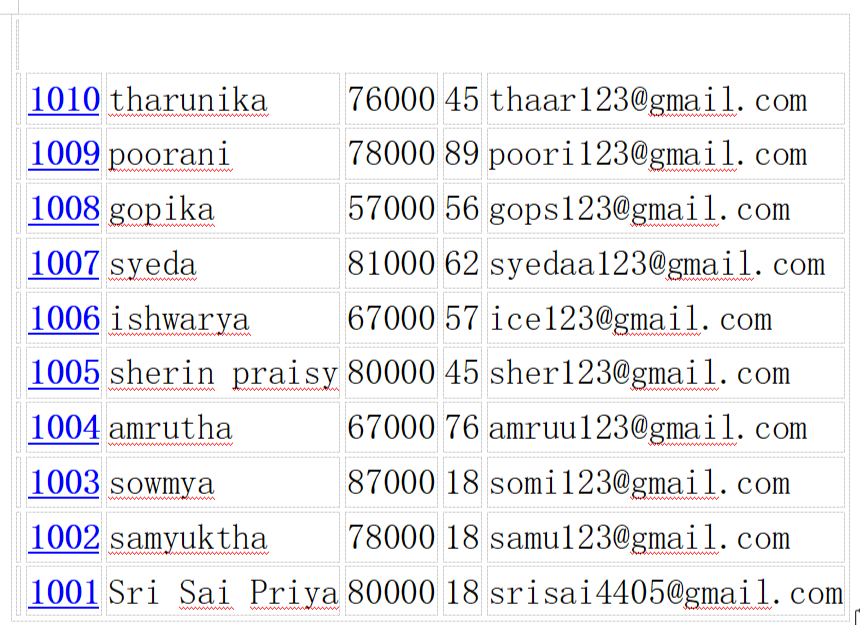 1010 tharunika 76000 45 thaar123@gmail.com
1009 poorani 78000 89 poori123@gmail.com
1008 gopika 57000 56 gops123@gmail.com
1007 syeda 81000 62 syedaa123@gmail.com
1006 ishwarya 67000 57 ice123@gmail.com
1005 sherin praisy 80000 45 sher123@gmail.com
1004 amrutha 67000 76 amruu123@gmail.com
1003 sowmya 87000 18 somi123@gmail.com
1002 samyuktha 78000 18 samu123@gmail.com
1001 Sri Sai Priya 80000 18 srisai4405@gmail.com